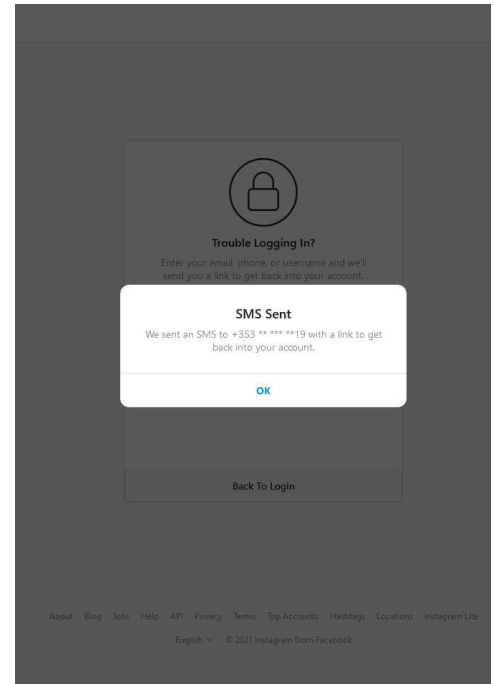 Trouble Logging In?
Enter your email, phone, or username and we'll
send you a link to get back into your account.
SMS Sent
We sent an SMS to +353 ** *** **19 with a link to get
back into your account.
OK
Back To Login
About Blog Jobs Help API Privacy Terms Top Accounts Hashtags Locations Instagram Lite
English © 2021 Instagram from Facebook